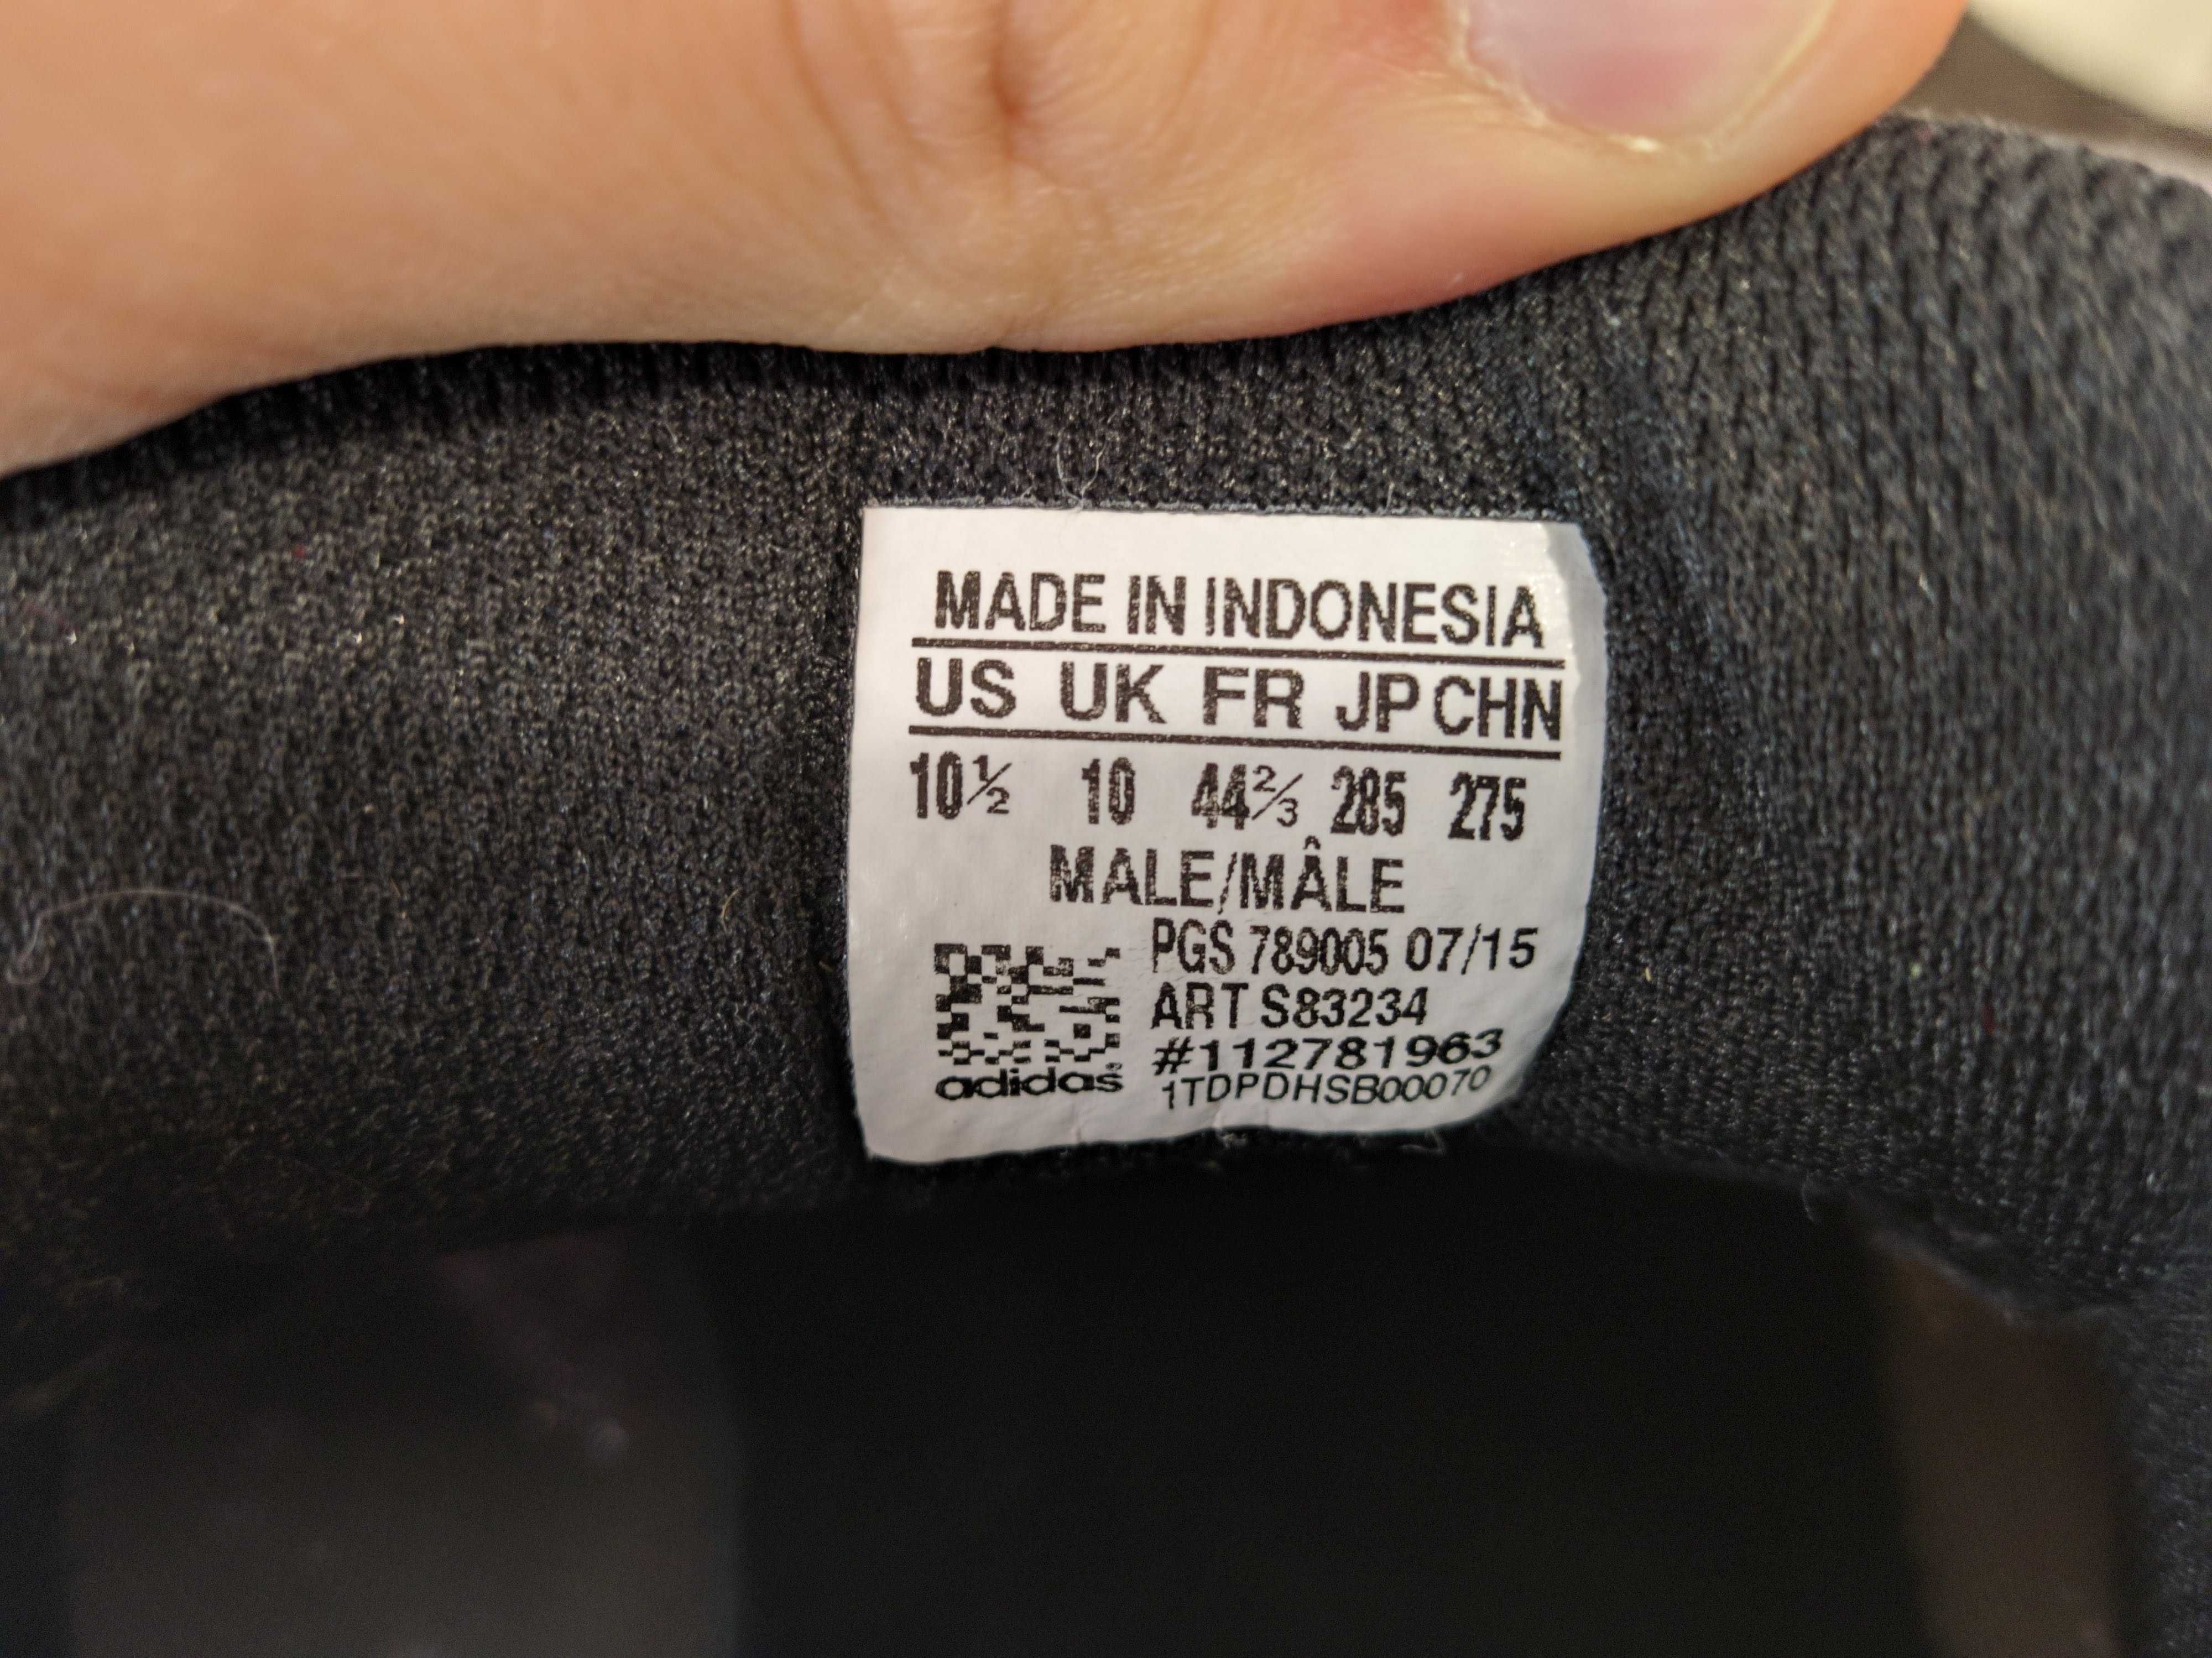 MADE IN INDONESIA
US UK FR JP CHN
10½ 10 44⅔ 285 275
MALE/MÂLE
PGS 789005 07/15
ART S83234
#112781963
adidas 1TDPDHSB00070